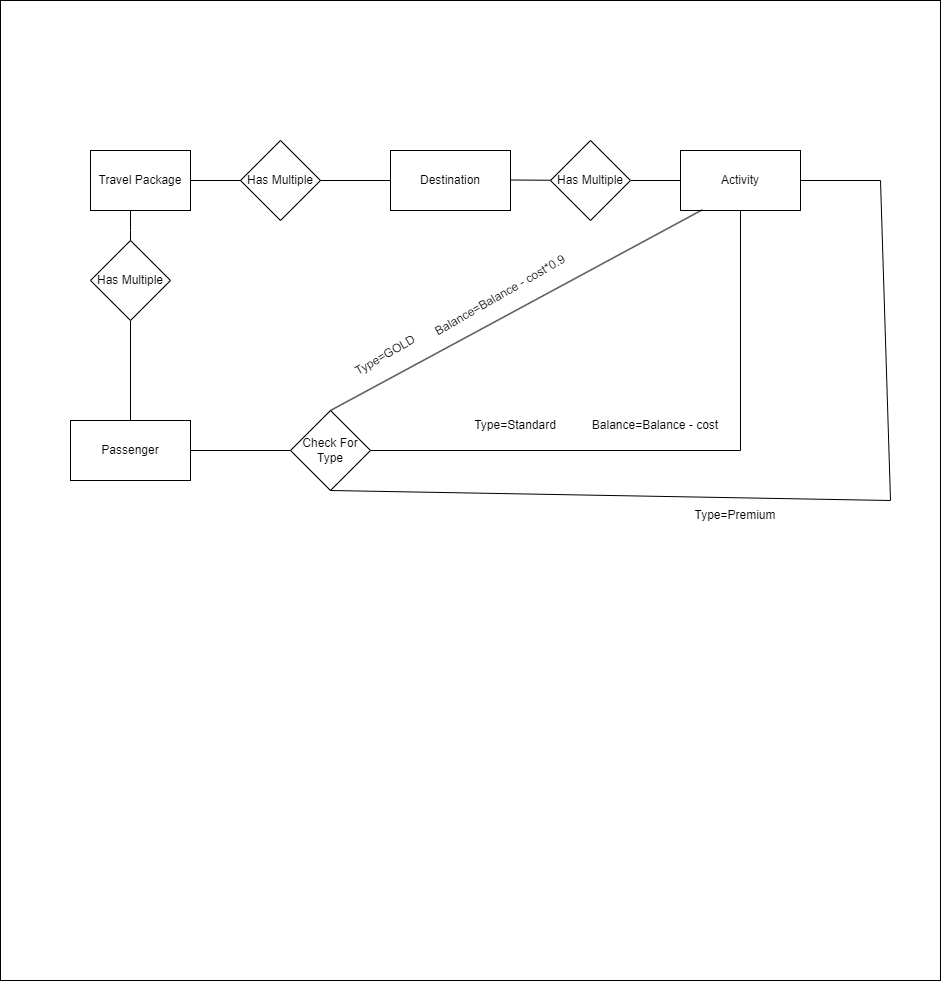 Travel Package
Has Multiple
Destination
Has Multiple
Activity
Has Multiple
Type=GOLD
Balance=Balance - cost*0.9
Passenger
Check For
Type
Type=Standard
Balance=Balance - cost
Type=Premium